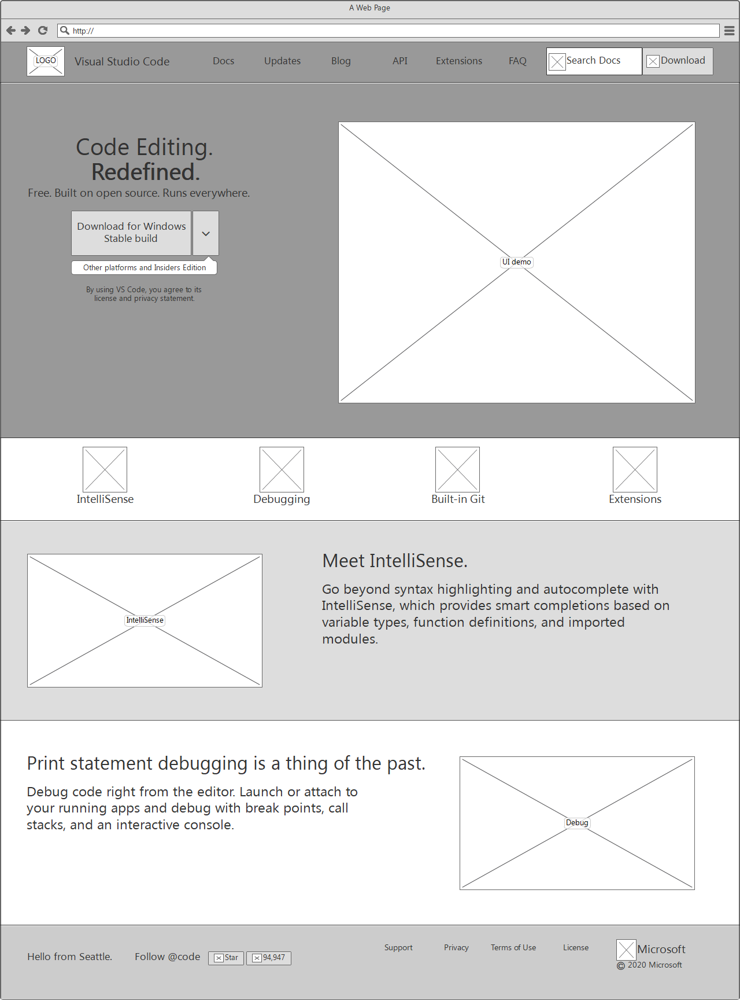 A Web Page
http://
LOGO
Visual Studio Code
Docs
Updates
Blog
API
Extensions
FAQ
Search Docs
Download
Code Editing.
Redefined.
Free. Built on open source. Runs everywhere.
Download for Windows
Stable build
Other platforms and Insiders Edition
By using VS Code, you agree to its
license and privacy statement.
UI demo
IntelliSense
Debugging
Built-in Git
Extensions
IntelliSense
Meet IntelliSense.
Go beyond syntax highlighting and autocomplete with
IntelliSense, which provides smart completions based on
variable types, function definitions, and imported
modules.
Print statement debugging is a thing of the past.
Debug code right from the editor. Launch or attach to
your running apps and debug with break points, call
stacks, and an interactive console.
Debug
Hello from Seattle.
Follow @code
Star
94,947
Support
Privacy
Terms of Use
License
Microsoft
© 2020 Microsoft